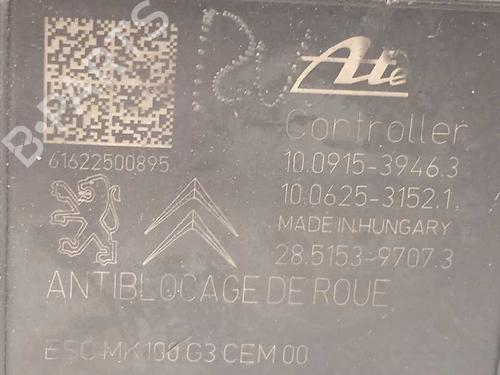 Ate
Controller
61622500895
10.0915-3946.3
10.0625-3152.1
MADE IN HUNGARY
28.5153-9707.3
ANTIBLOCAGE DE ROUE
ESC MK100 G3 CEM 00
B-PARTS